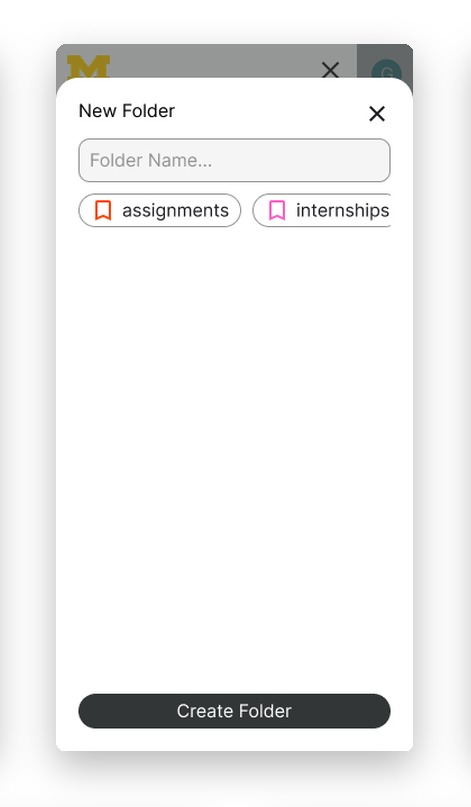 M
G
New Folder
Folder Name...
assignments
internships
Create Folder